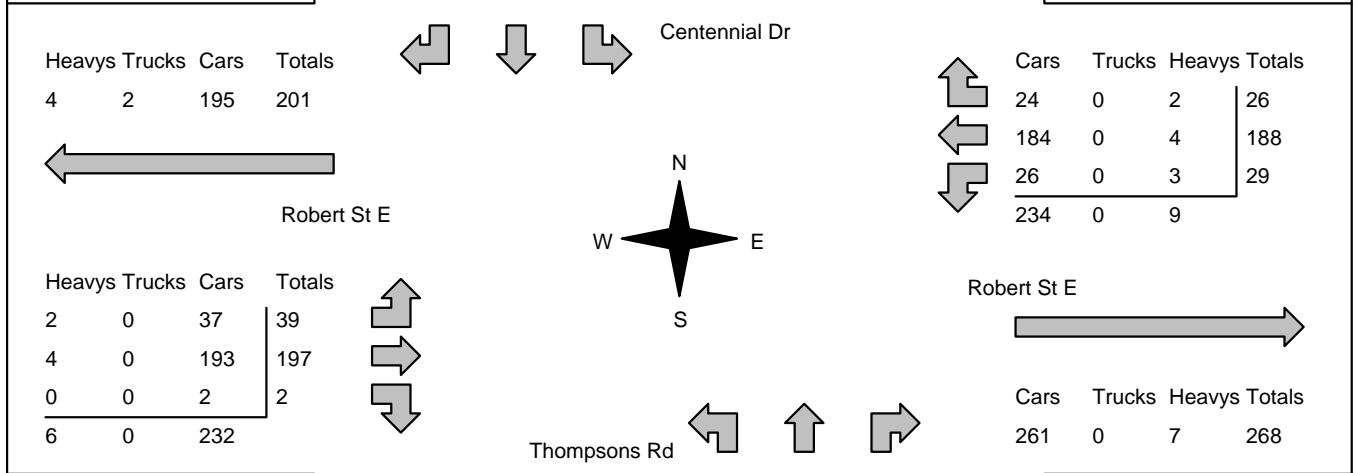 Centennial Dr
Heavys Trucks Cars Totals
4 2 195 201
Cars Trucks Heavys Totals
24 0 2 26
184 0 4 188
26 0 3 29
234 0 9
N
W E
S
Robert St E
Heavys Trucks Cars Totals
2 0 37 39
4 0 193 197
0 0 2 2
6 0 232
Robert St E
Cars Trucks Heavys Totals
261 0 7 268
Thompsons Rd